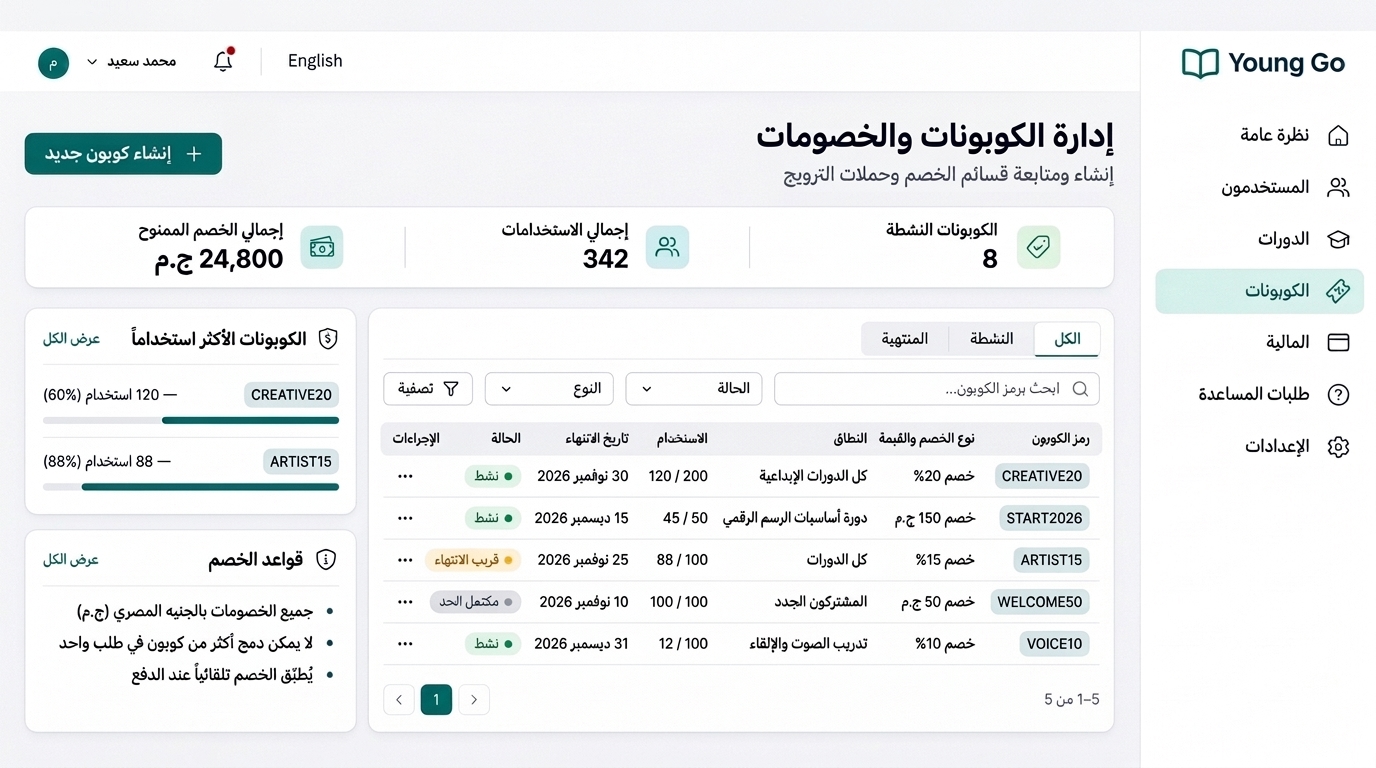 Young Go
نظرة عامة
المستخدمون
الدورات
الكوبونات
المالية
طلبات المساعدة
الإعدادات
English
محمد سعيد
م
إدارة الكوبونات والخصومات
إنشاء ومتابعة قسائم الخصم وحملات الترويج
+ إنشاء كوبون جديد
الكوبونات النشطة
8
إجمالي الاستخدامات
342
إجمالي الخصم الممنوح
24,800 ج.م
الكل النشطة المنتهية
ابحث برمز الكوبون... الحالة النوع تصفية
رمز الكوبون نوع الخصم والقيمة النطاق الاستخدام تاريخ الانتهاء الحالة الإجراءات
CREATIVE20 خصم 20% كل الدورات الإبداعية 120 / 200 30 نوفمبر 2026 نشط ...
START2026 خصم 150 ج.م دورة أساسيات الرسم الرقمي 45 / 50 15 ديسمبر 2026 نشط ...
ARTIST15 خصم 15% كل الدورات 88 / 100 25 نوفمبر 2026 قريب الانتهاء ...
WELCOME50 خصم 50 ج.م المشتركون الجدد 100 / 100 10 نوفمبر 2026 مكتمل الحد ...
VOICE10 خصم 10% تدريب الصوت والإلقاء 12 / 100 31 ديسمبر 2026 نشط ...
1–5 من 5
1
الكوبونات الأكثر استخداماً عرض الكل
CREATIVE20 — 120 استخدام (60%)
ARTIST15 — 88 استخدام (88%)
قواعد الخصم عرض الكل
• جميع الخصومات بالجنيه المصري (ج.م)
• لا يمكن دمج أكثر من كوبون في طلب واحد
• يُطبّق الخصم تلقائياً عند الدفع